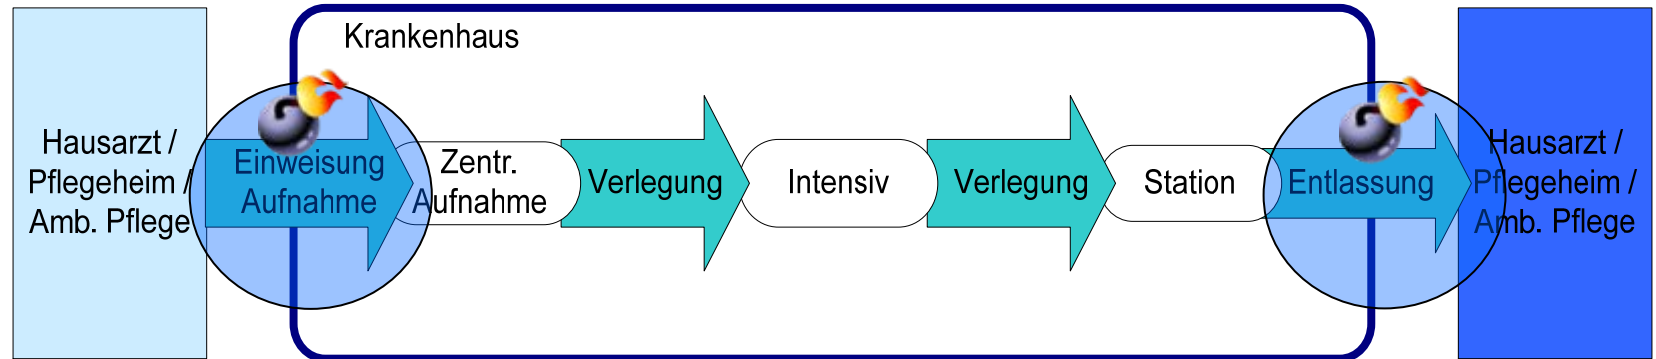 Krankenhaus
Hausarzt /
Pflegeheim /
Amb. Pflege
Einweisung
Aufnahme
Zentr.
Aufnahme
Verlegung
Intensiv
Verlegung
Station
Entlassung
Hausarzt /
Pflegeheim /
Amb. Pflege